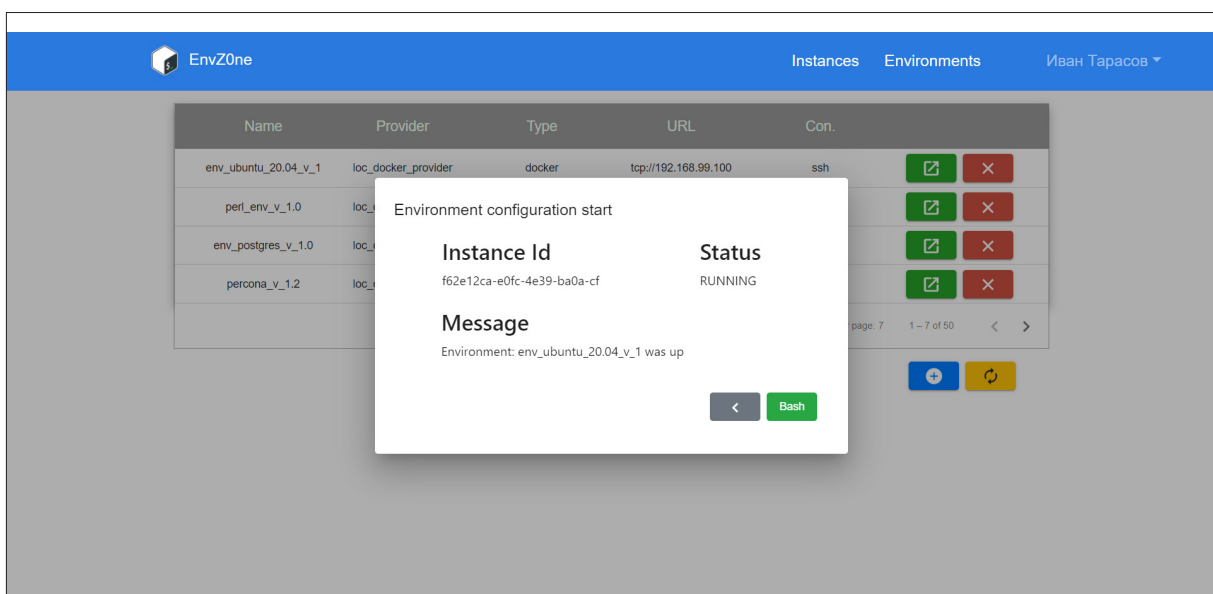 EnvZ0ne Instances Environments Иван Тарасов
Name Provider Type URL Con.
env_ubuntu_20.04_v_1 loc_docker_provider docker tcp://192.168.99.100 ssh
perl_env_v_1.0
env_postgres_v_1.0
percona_v_1.2
page: 7 1 – 7 of 50
Environment configuration start
Instance Id Status
f62e12ca-e0fc-4e39-ba0a-cf RUNNING
Message
Environment: env_ubuntu_20.04_v_1 was up
Bash